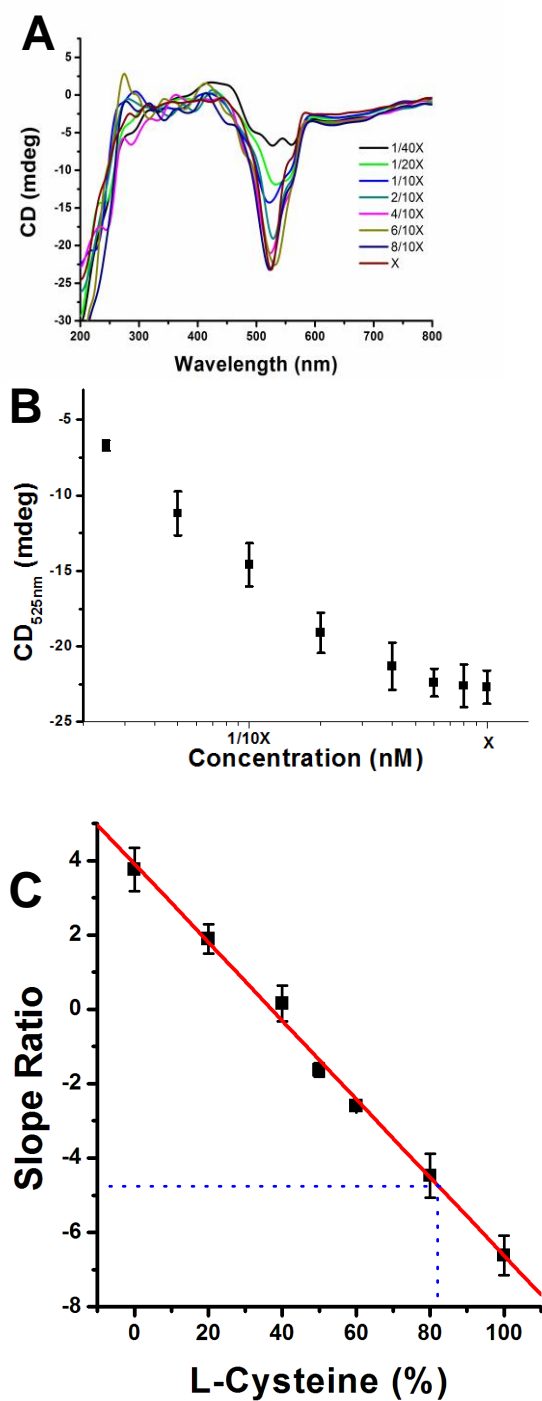 A
CD (mdeg)
5
0
-5
-10
-15
-20
-25
-30
1/40X
1/20X
1/10X
2/10X
4/10X
6/10X
8/10X
X
200 300 400 500 600 700 800
Wavelength (nm)
B
CD525nm (mdeg)
-5
-10
-15
-20
-25
1/10X X
Concentration (nM)
C
Slope Ratio
4
2
0
-2
-4
-6
-8
0 20 40 60 80 100
L-Cysteine (%)